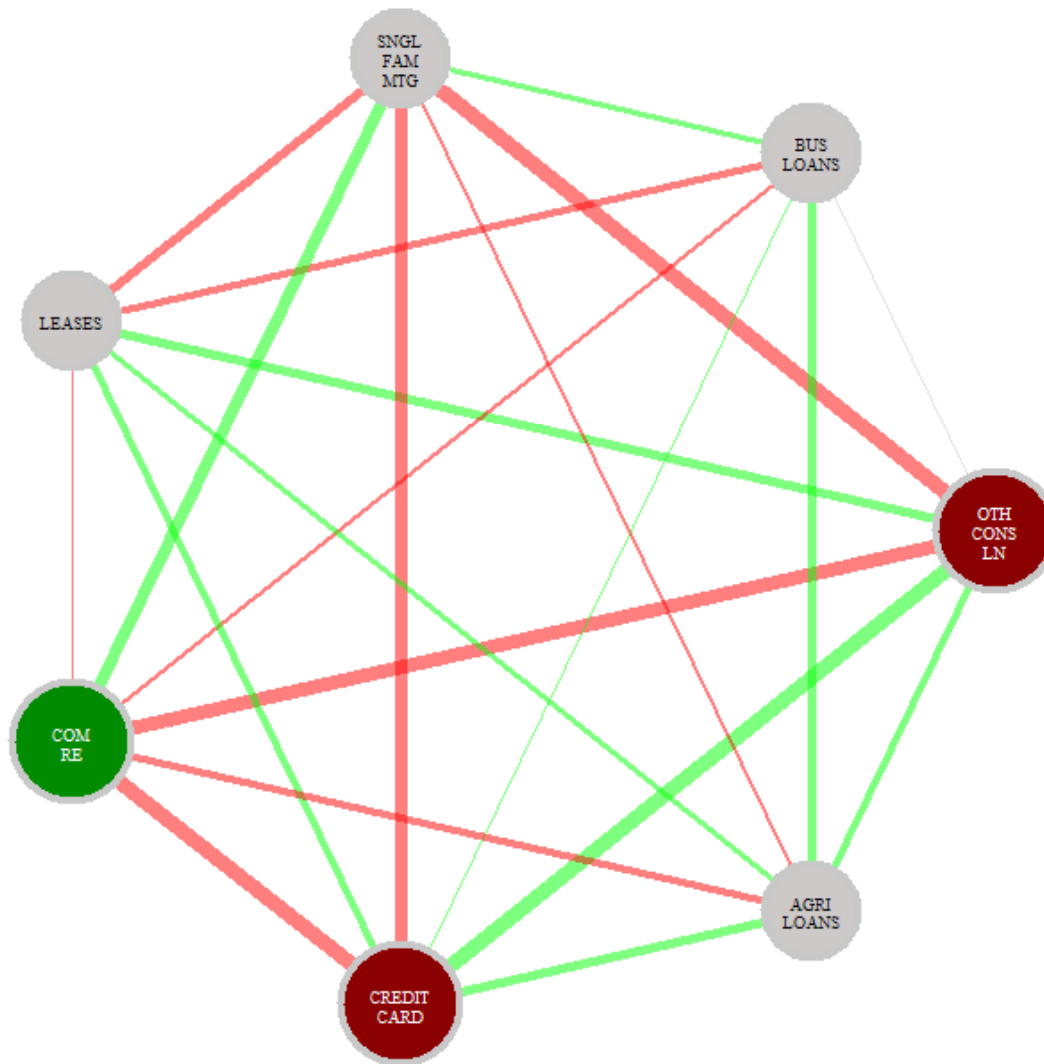 SNGL
FAM
MTG
BUS
LOANS
LEASES
OTH
CONS
LN
COM
RE
AGRI
LOANS
CREDIT
CARD